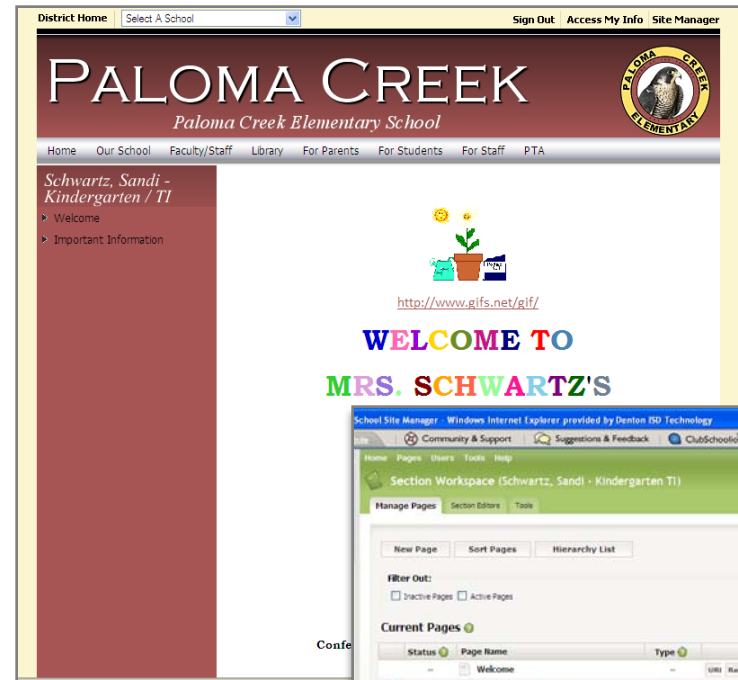 District Home Select A School Sign Out Access My Info Site Manager
PALOMA CREEK
Paloma Creek Elementary School
PALOMA CREEK ELEMENTARY
Home Our School Faculty/Staff Library For Parents For Students For Staff PTA
Schwartz, Sandi -
Kindergarten / TI
Welcome
Important Information
http://www.gifs.net/gif/
WELCOME TO
MRS. SCHWARTZ'S
School Site Manager - Windows Internet Explorer provided by Denton ISD Technology
Community & Support Suggestions & Feedback ClubSchoolio
Home Pages Users Tools Help
Section Workspace (Schwartz, Sandi - Kindergarten TI)
Manage Pages Section Editors Tools
New Page Sort Pages Hierarchy List
Filter Out:
Inactive Pages Active Pages
Current Pages
Status Page Name Type
-- Welcome -- URI
Confe